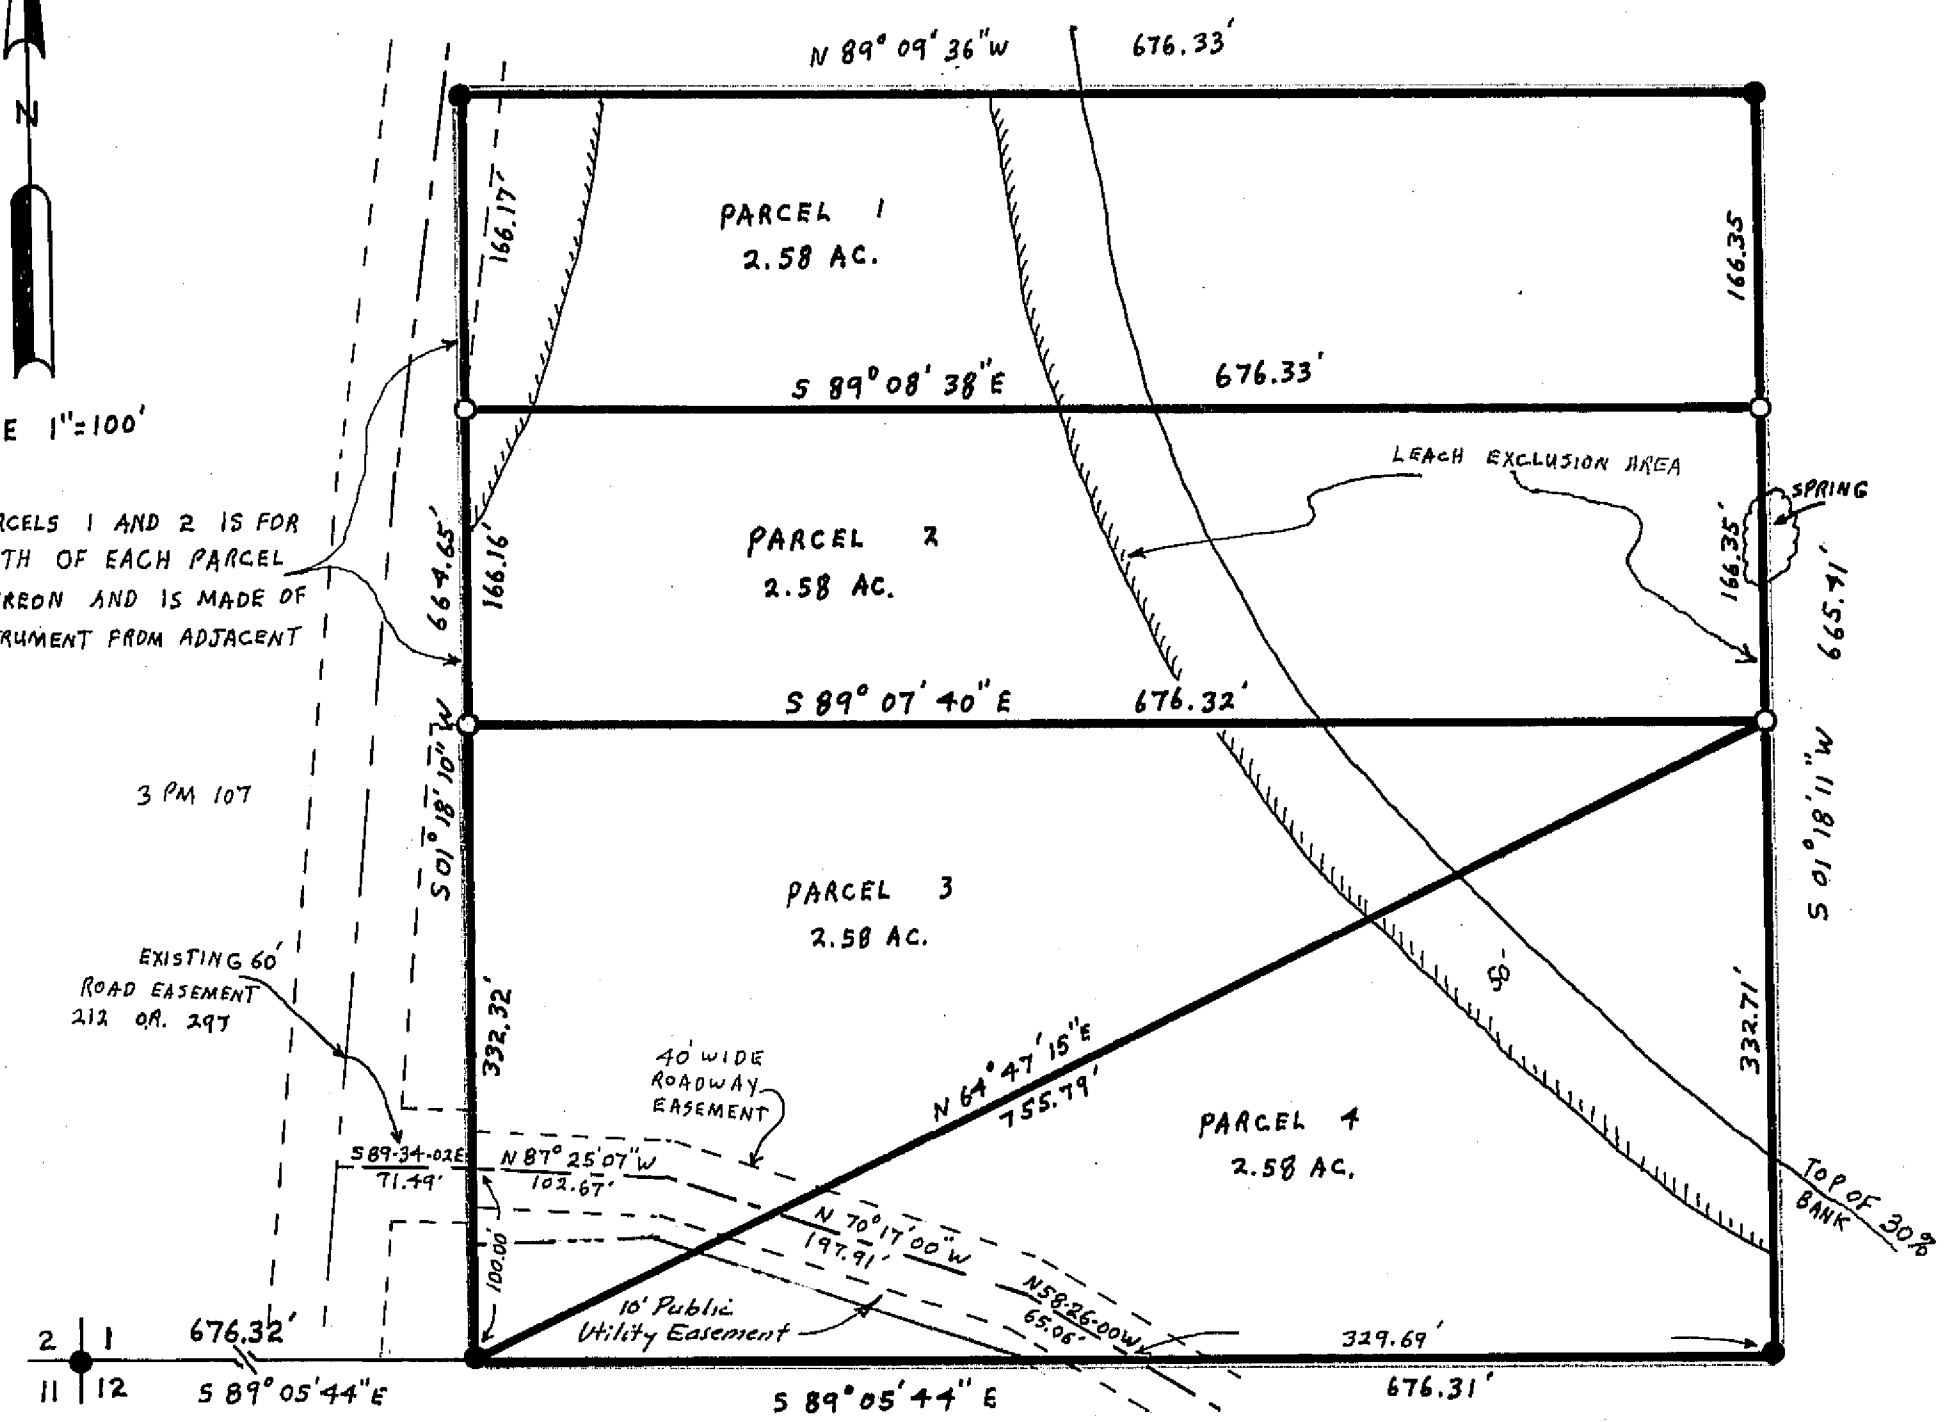 N 89° 09' 36" W 676.33'
N
166.17'
PARCEL 1
2.58 AC.
166.35
S 89° 08' 38" E 676.33'
E 1"=100'
LEACH EXCLUSION AREA
SPRING
RCELS 1 AND 2 IS FOR
TH OF EACH PARCEL
REON AND IS MADE OF
RUMENT FROM ADJACENT
664.65'
166.16'
PARCEL 2
2.58 AC.
166.35'
665.41'
S 89° 07' 40" E 676.32'
S 01° 18' 10" W
S 01° 18' 11" W
3 PM 107
PARCEL 3
2.58 AC.
EXISTING 60'
ROAD EASEMENT
212 O.R. 297
332.32'
40' WIDE
ROADWAY
EASEMENT
N 64° 47' 15" E
755.79'
332.71'
PARCEL 4
2.58 AC.
S89-34-02E
71.49'
N 87° 25' 07" W
102.67'
N 70° 17' 00" W
197.91'
TOP OF 30%
BANK
100.00'
N58-26-00W
65.06'
10' Public
Utility Easement
329.69'
2 1
11 12
676.32'
S 89° 05' 44" E
S 89° 05' 44" E
676.31'